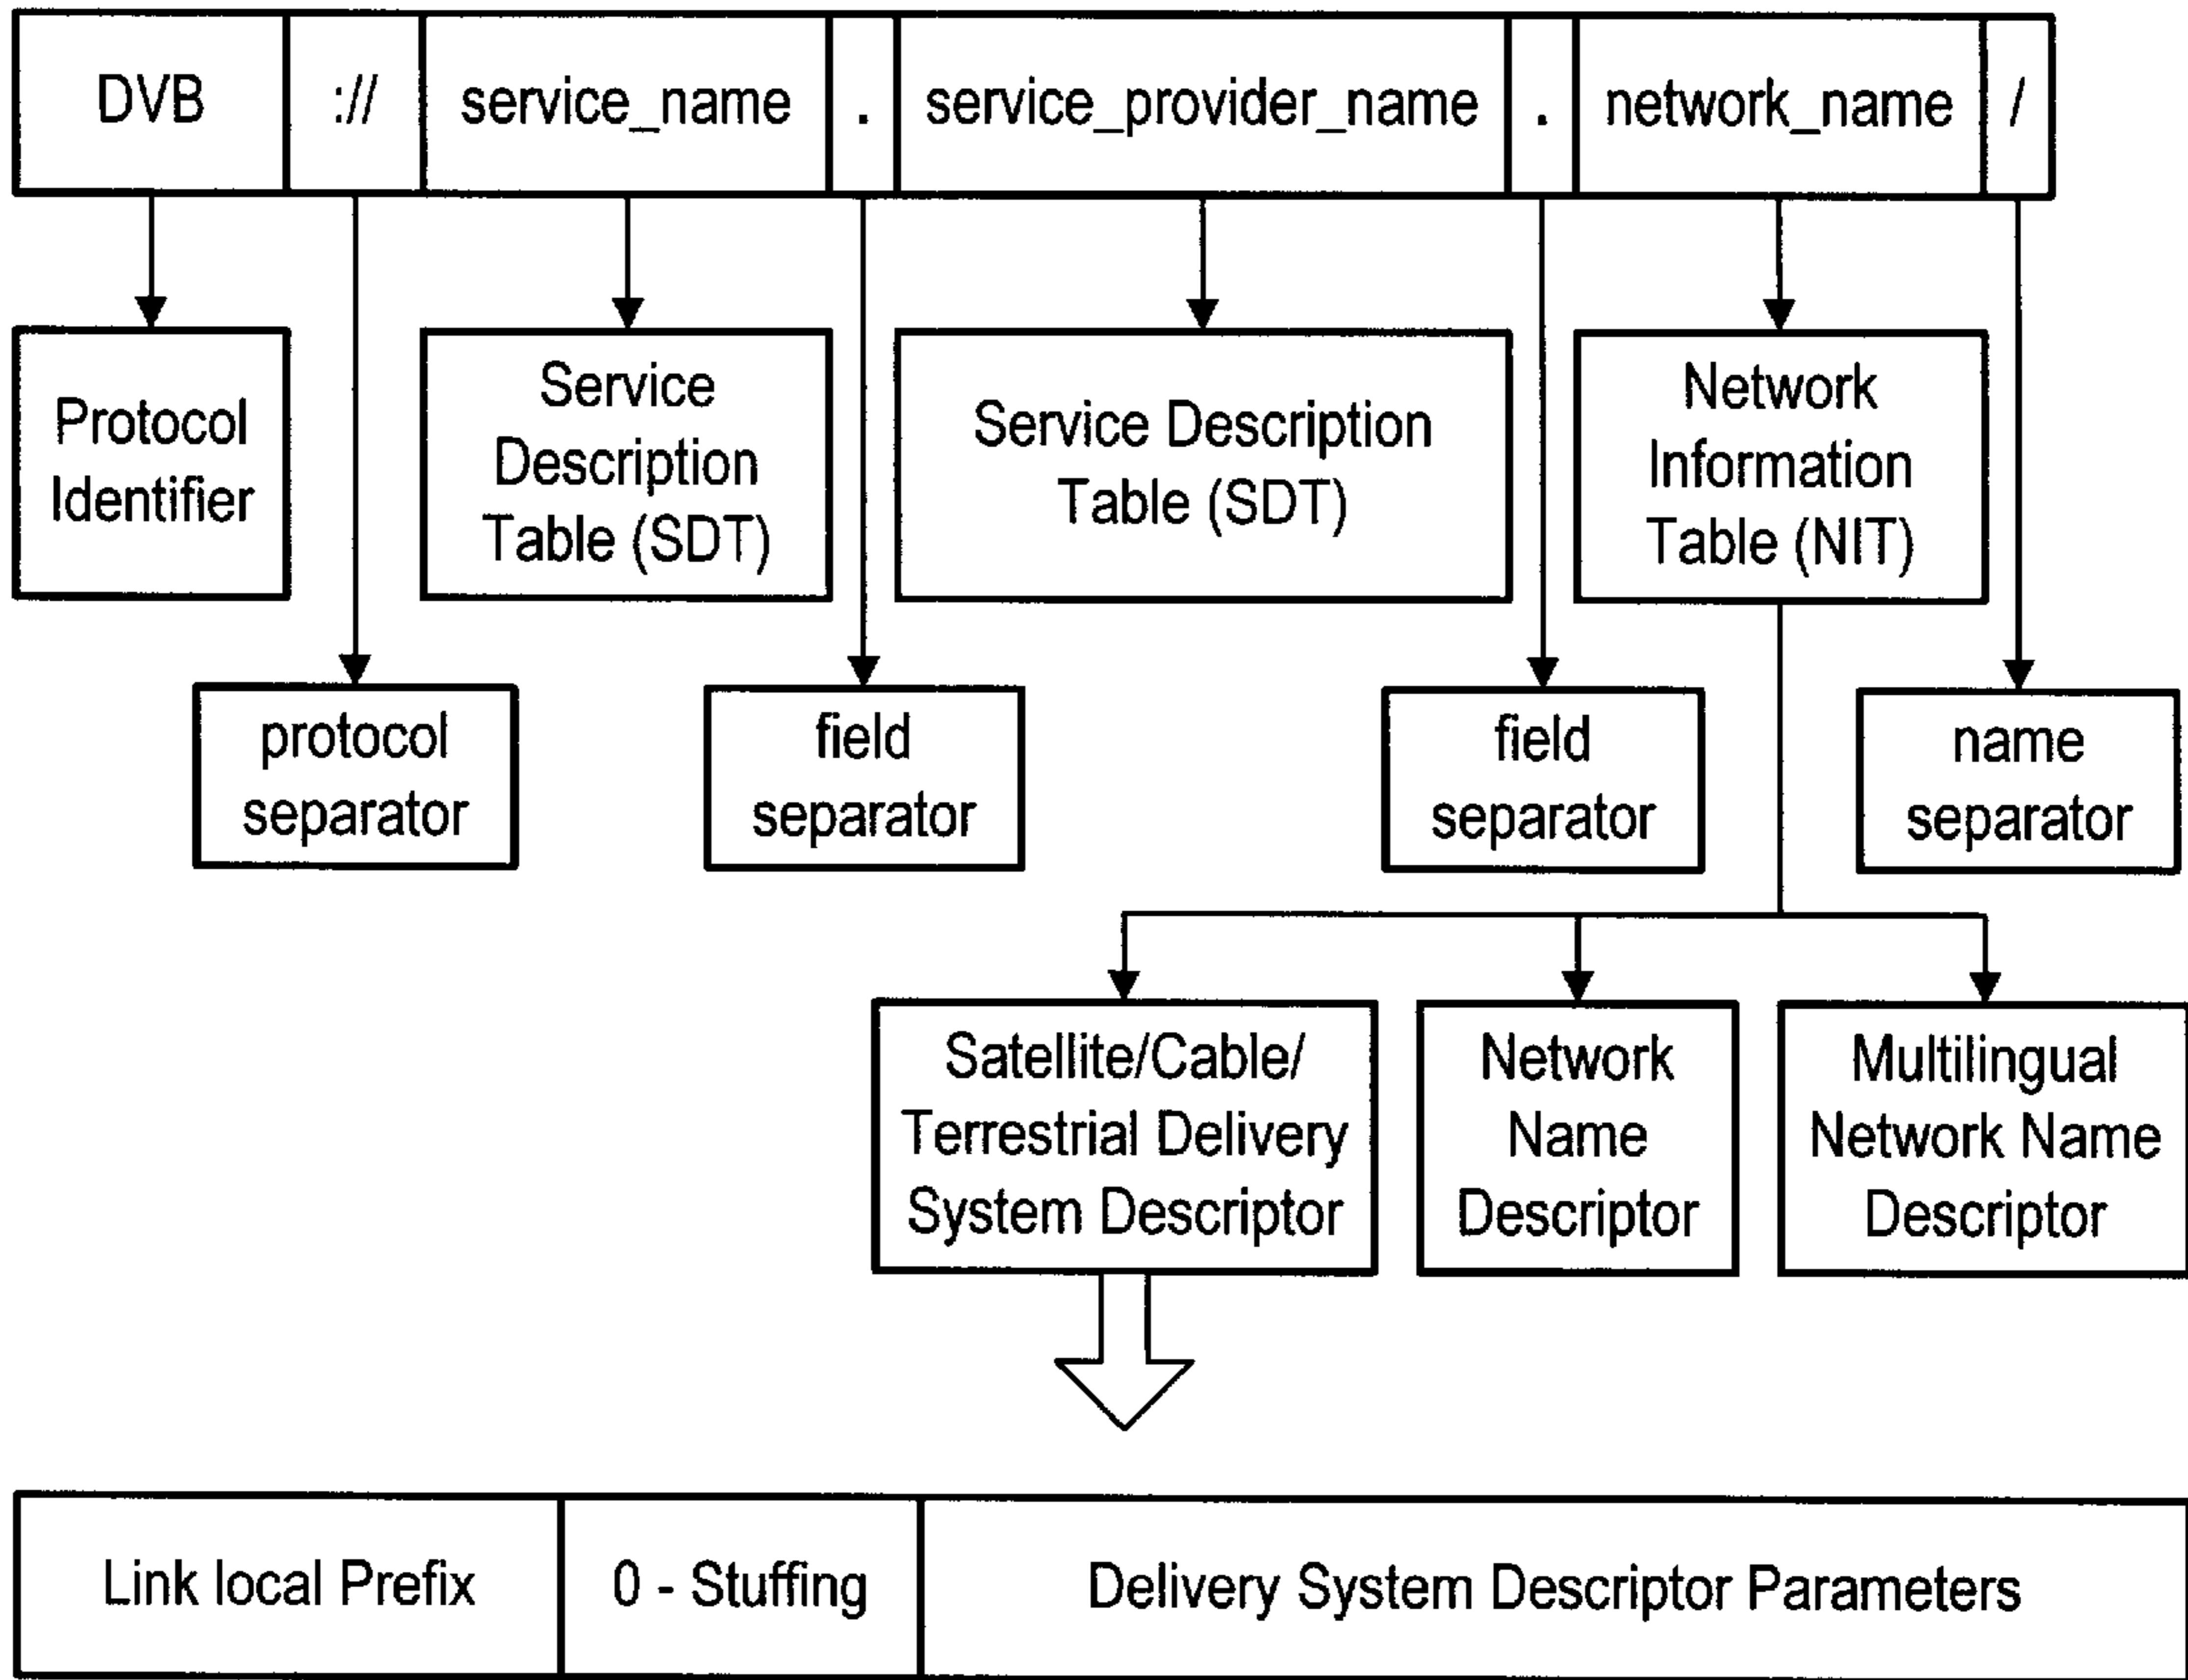 DVB :// service_name . service_provider_name . network_name /
Protocol
Identifier
Service
Description
Table (SDT)
Service Description
Table (SDT)
Network
Information
Table (NIT)
protocol
separator
field
separator
field
separator
name
separator
Satellite/Cable/
Terrestrial Delivery
System Descriptor
Network
Name
Descriptor
Multilingual
Network Name
Descriptor
Link local Prefix 0 - Stuffing Delivery System Descriptor Parameters